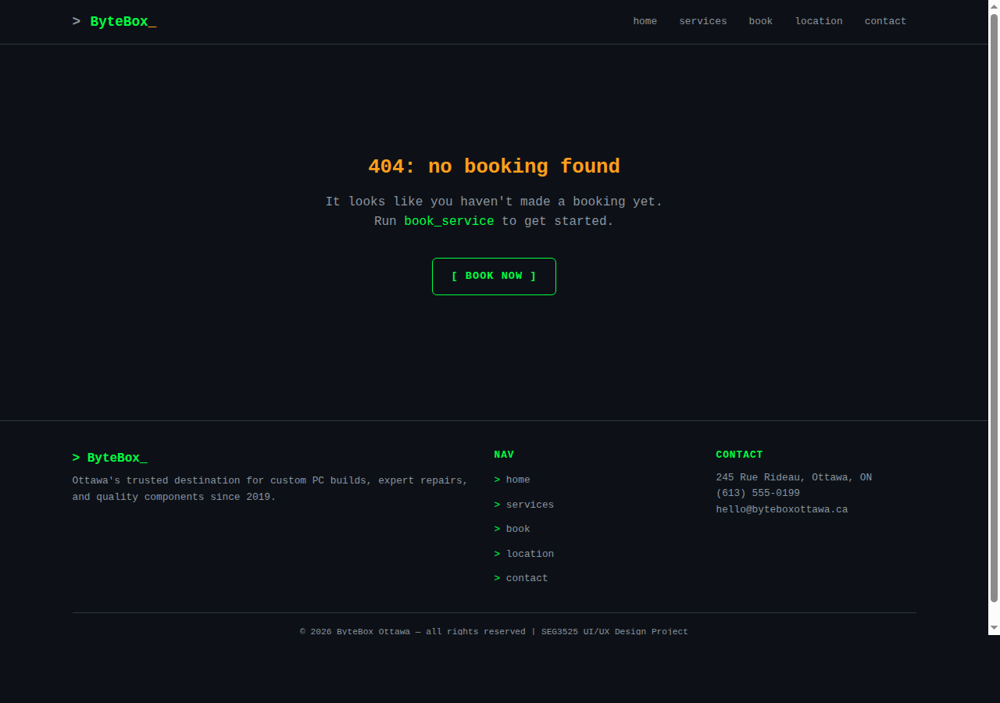 > ByteBox_
home services book location contact
404: no booking found
It looks like you haven't made a booking yet.
Run book_service to get started.
[ BOOK NOW ]
> ByteBox_
Ottawa's trusted destination for custom PC builds, expert repairs,
and quality components since 2019.
NAV
> home
> services
> book
> location
> contact
CONTACT
245 Rue Rideau, Ottawa, ON
(613) 555-0199
hello@byteboxottawa.ca
© 2026 ByteBox Ottawa — all rights reserved | SEG3525 UI/UX Design Project